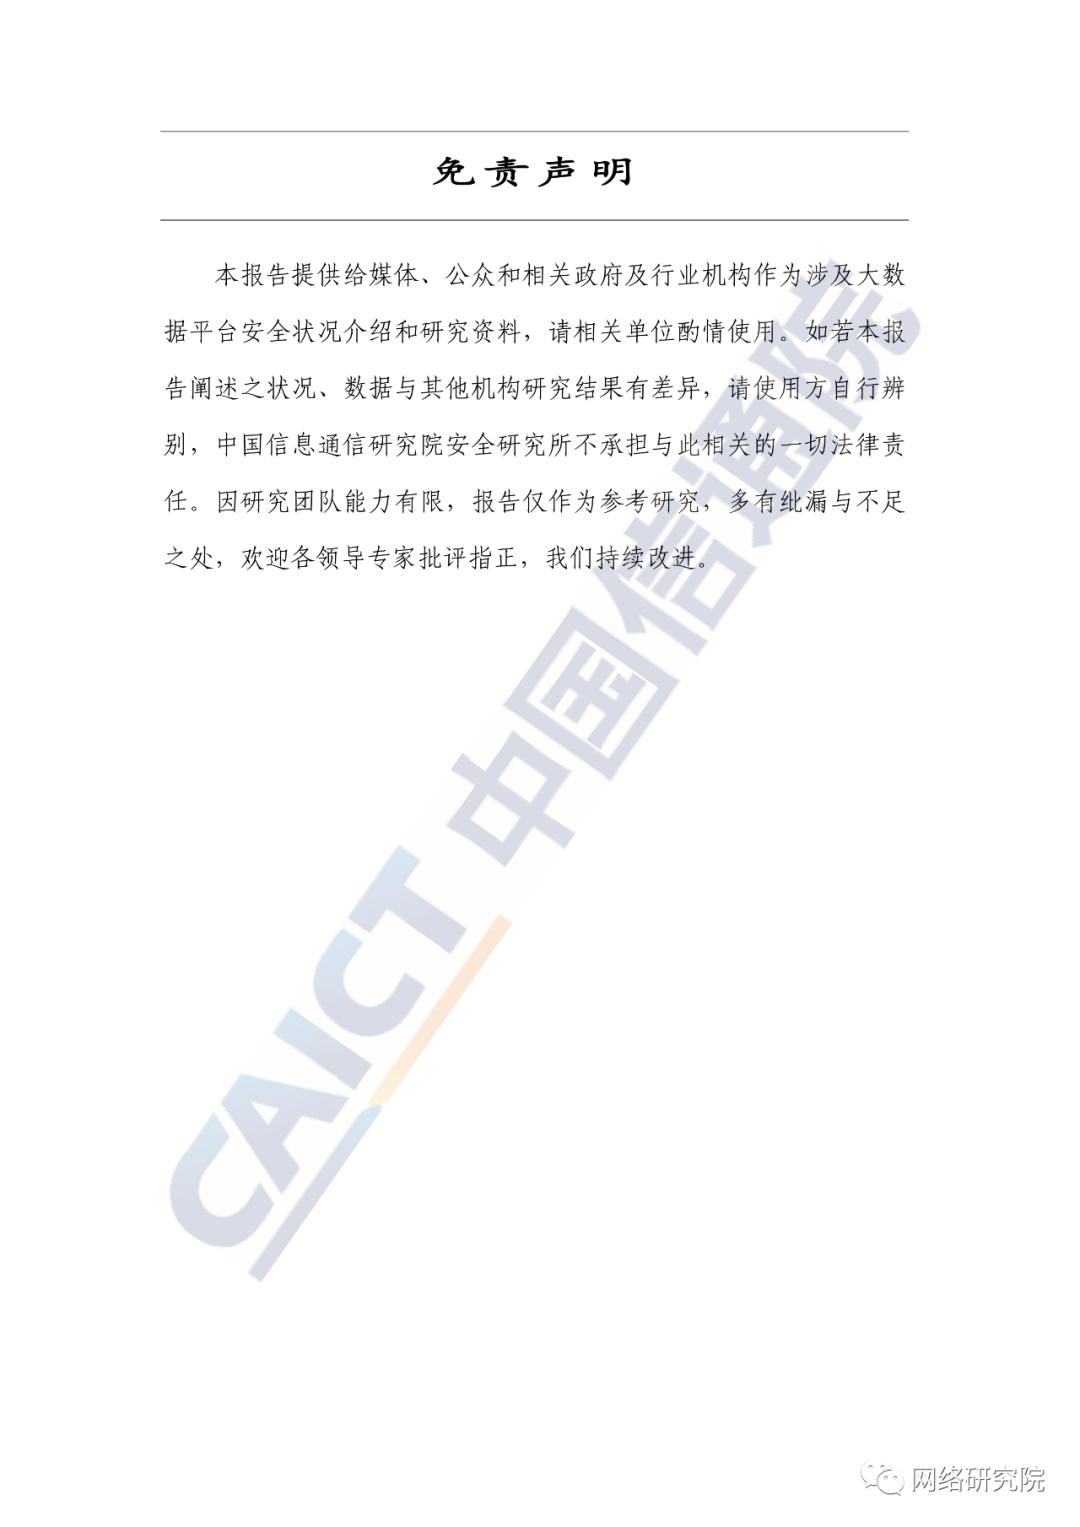 免责声明
本报告提供给媒体、公众和相关政府及行业机构作为涉及大数
据平台安全状况介绍和研究资料，请相关单位酌情使用。如若本报
告阐述之状况、数据与其他机构研究结果有差异，请使用方自行辨
别，中国信息通信研究院安全研究所不承担与此相关的一切法律责
任。因研究团队能力有限，报告仅作为参考研究，多有纰漏与不足
之处，欢迎各领导专家批评指正，我们持续改进。
CAICT 中国信通院
网络研究院